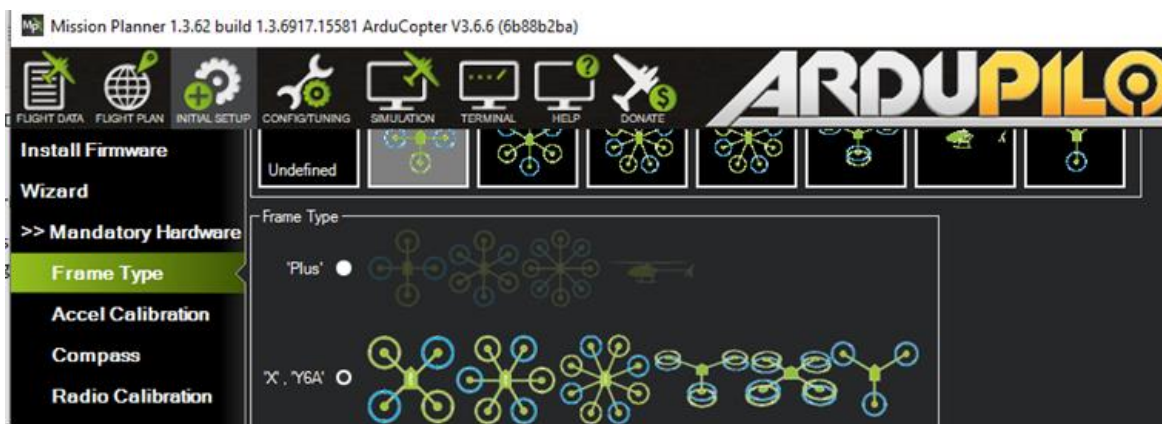 Mission Planner 1.3.62 build 1.3.6917.15581 ArduCopter V3.6.6 (6b88b2ba)
FLIGHT DATA FLIGHT PLAN INITIAL SETUP CONFIG/TUNING SIMULATION TERMINAL HELP DONATE
ARDUPILO
Install Firmware
Wizard
>> Mandatory Hardware
Frame Type
Accel Calibration
Compass
Radio Calibration
Undefined
Frame Type
'Plus'
'X', 'Y6A'